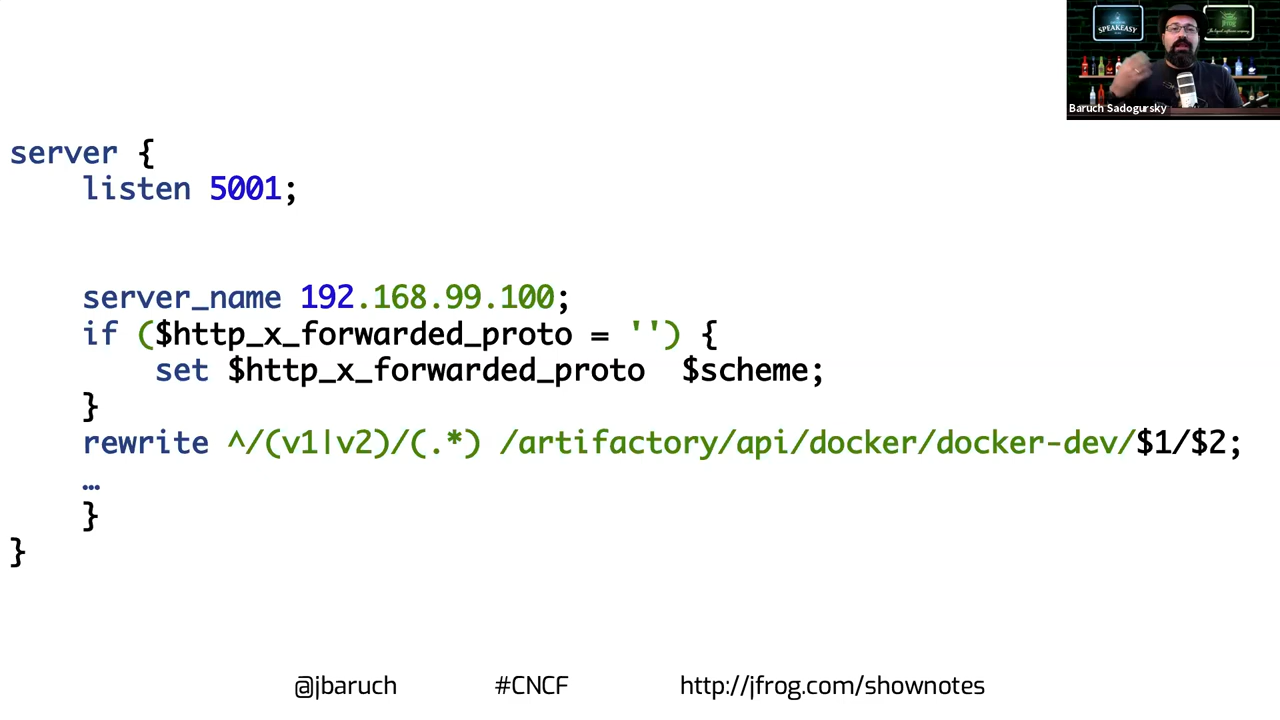 SPEAKEASY
Baruch Sadogursky
server {
listen 5001;
server_name 192.168.99.100;
if ($http_x_forwarded_proto = '') {
set $http_x_forwarded_proto  $scheme;
}
rewrite ^/(v1|v2)/(.*) /artifactory/api/docker/docker-dev/$1/$2;
…
}
}
@jbaruch #CNCF http://jfrog.com/shownotes